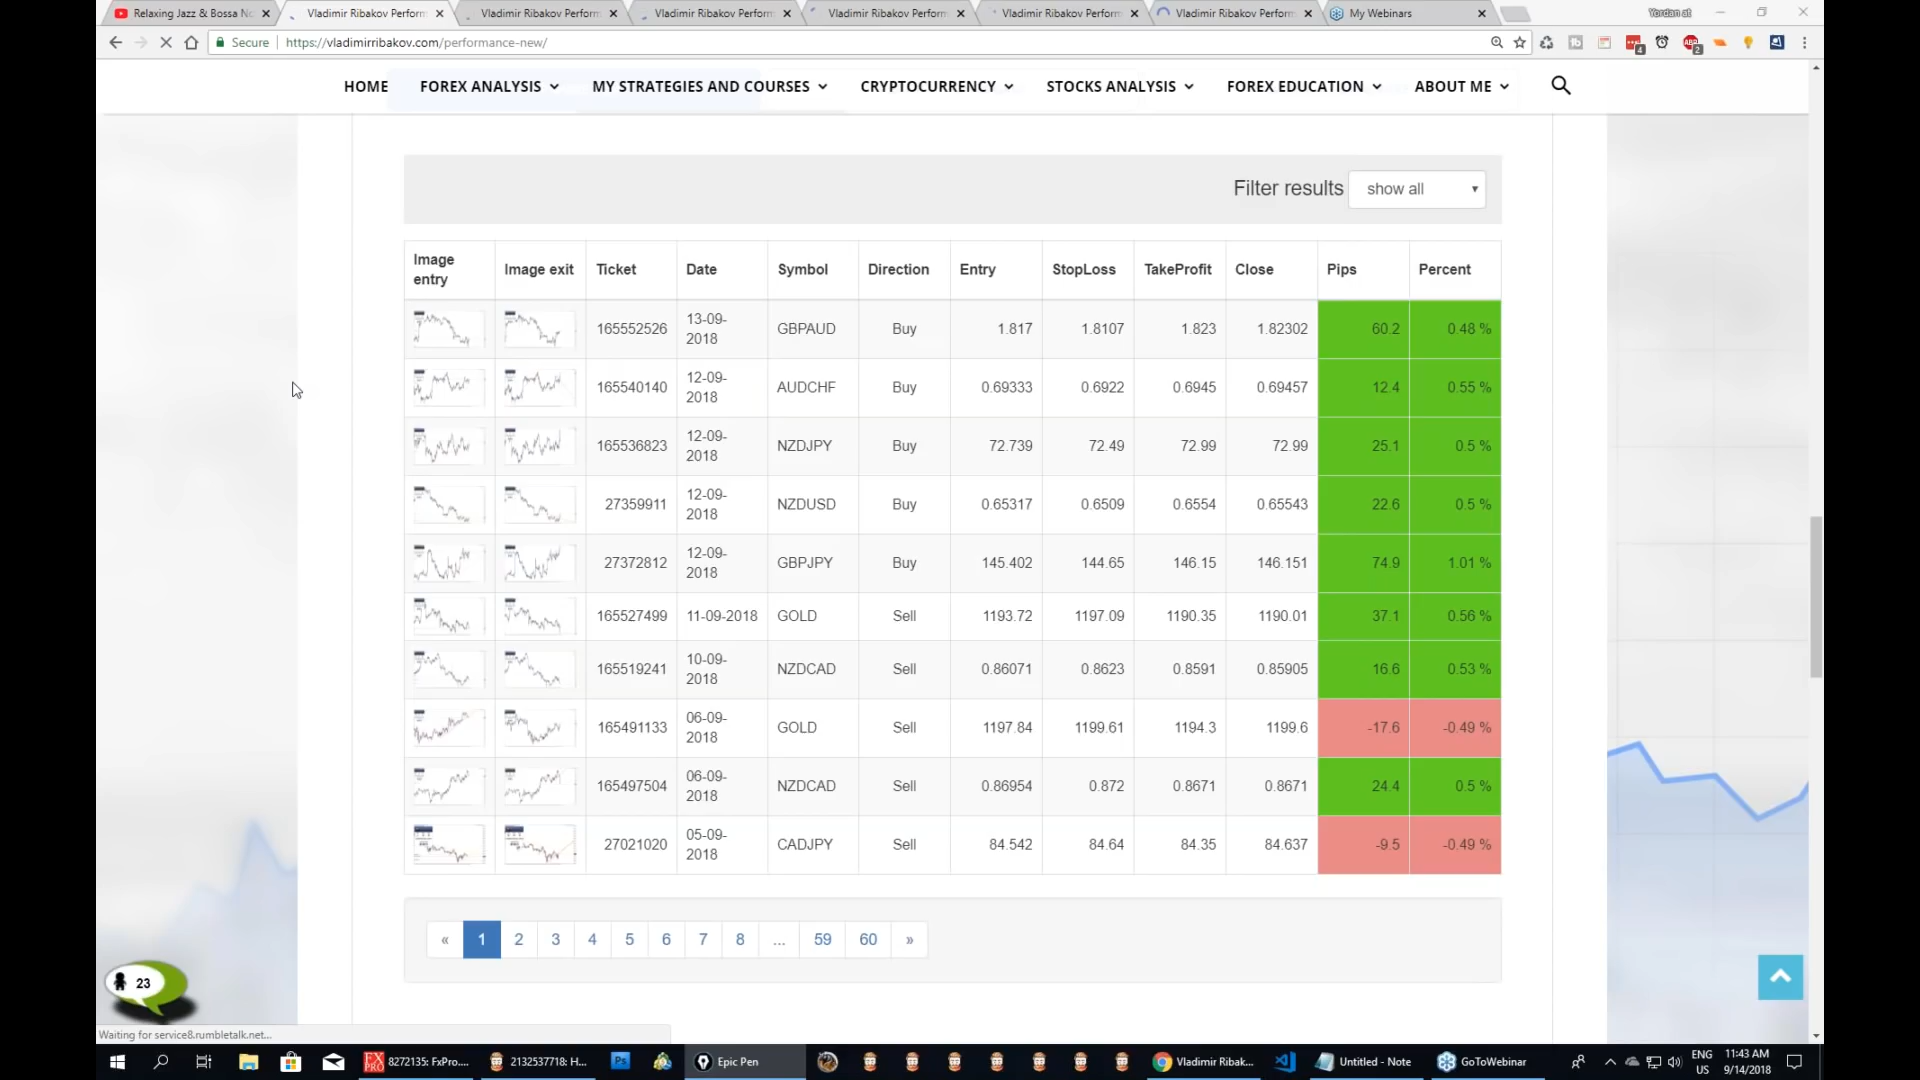 Relaxing Jazz & Bossa No
Vladimir Ribakov Perform
Vladimir Ribakov Perform
Vladimir Ribakov Perform
Vladimir Ribakov Perform
Vladimir Ribakov Perform
Vladimir Ribakov Perform
My Webinars
Yordan at
Secure
https://vladimirribakov.com/performance-new/
HOME FOREX ANALYSIS MY STRATEGIES AND COURSES CRYPTOCURRENCY STOCKS ANALYSIS FOREX EDUCATION ABOUT ME
Filter results show all
Image entry Image exit Ticket Date Symbol Direction Entry StopLoss TakeProfit Close Pips Percent
165552526 13-09-2018 GBPAUD Buy 1.817 1.8107 1.823 1.82302 60.2 0.48 %
165540140 12-09-2018 AUDCHF Buy 0.69333 0.6922 0.6945 0.69457 12.4 0.55 %
165536823 12-09-2018 NZDJPY Buy 72.739 72.49 72.99 72.99 25.1 0.5 %
27359911 12-09-2018 NZDUSD Buy 0.65317 0.6509 0.6554 0.65543 22.6 0.5 %
27372812 12-09-2018 GBPJPY Buy 145.402 144.65 146.15 146.151 74.9 1.01 %
165527499 11-09-2018 GOLD Sell 1193.72 1197.09 1190.35 1190.01 37.1 0.56 %
165519241 10-09-2018 NZDCAD Sell 0.86071 0.8623 0.8591 0.85905 16.6 0.53 %
165491133 06-09-2018 GOLD Sell 1197.84 1199.61 1194.3 1199.6 -17.6 -0.49 %
165497504 06-09-2018 NZDCAD Sell 0.86954 0.872 0.8671 0.8671 24.4 0.5 %
27021020 05-09-2018 CADJPY Sell 84.542 84.64 84.35 84.637 -9.5 -0.49 %
« 1 2 3 4 5 6 7 8 ... 59 60 »
23
Waiting for service8.rumbletalk.net...
8272135: FxPro...
2132537718: H...
Epic Pen
Vladimir Ribak...
Untitled - Note
GoToWebinar
ENG
US
11:43 AM
9/14/2018